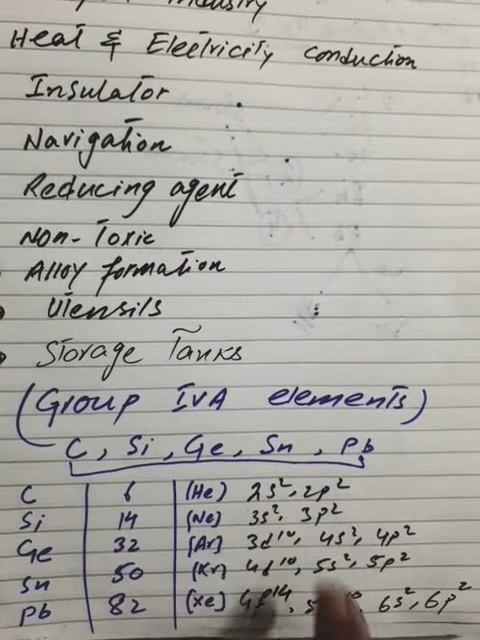 Industry
Heat & Electricity conduction
Insulator
Navigation
Reducing agent
Non-Toxic
Alloy formation
Utensils
Storage Tanks
(Group IVA elements)
C, Si, Ge, Sn, Pb
C 6 (He) 2s², 2p²
Si 14 (Ne) 3s², 3p²
Ge 32 (Ar) 3d¹⁰, 4s², 4p²
Sn 50 (Kr) 4d¹⁰, 5s², 5p²
Pb 82 (Xe) 4f¹⁴, 6s², 6p²